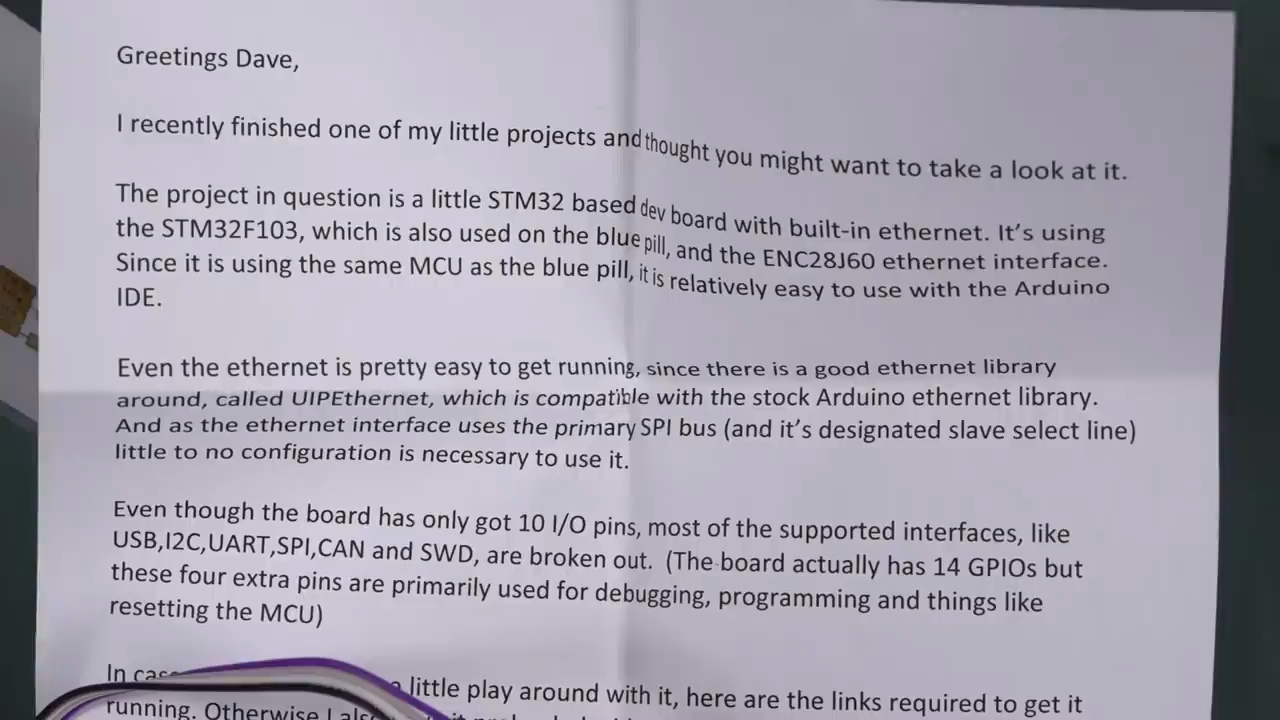 Greetings Dave,
I recently finished one of my little projects and thought you might want to take a look at it.
The project in question is a little STM32 based dev board with built-in ethernet. It's using
the STM32F103, which is also used on the blue pill, and the ENC28J60 ethernet interface.
Since it is using the same MCU as the blue pill, it is relatively easy to use with the Arduino
IDE.
Even the ethernet is pretty easy to get running, since there is a good ethernet library
around, called UIPEthernet, which is compatible with the stock Arduino ethernet library.
And as the ethernet interface uses the primary SPI bus (and it's designated slave select line)
little to no configuration is necessary to use it.
Even though the board has only got 10 I/O pins, most of the supported interfaces, like
USB,I2C,UART,SPI,CAN and SWD, are broken out. (The board actually has 14 GPIOs but
these four extra pins are primarily used for debugging, programming and things like
resetting the MCU)
In little play around with it, here are the links required to get it
running. Otherwise I